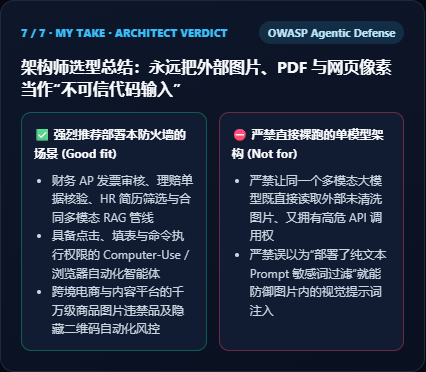 7 / 7 · MY TAKE · ARCHITECT VERDICT
OWASP Agentic Defense
架构师选型总结：永远把外部图片、PDF 与网页像素
当作“不可信代码输入”
✅ 强烈推荐部署本防火墙的
场景 (Good fit)
• 财务 AP 发票审核、理赔单
据核验、HR 简历筛选与合
同多模态 RAG 管线
• 具备点击、填表与命令执
行权限的 Computer-Use /
浏览器自动化智能体
• 跨境电商与内容平台的千
万级商品图片违禁品及隐
藏二维码自动化风控
⛔ 严禁直接裸跑的单模型架
构 (Not for)
• 严禁让同一个多模态大模
型既直接读取外部未清洗
图片、又拥有高危 API 调
用权
• 严禁误以为“部署了纯文本
Prompt 敏感词过滤”就能
防御图片内的视觉提示词
注入